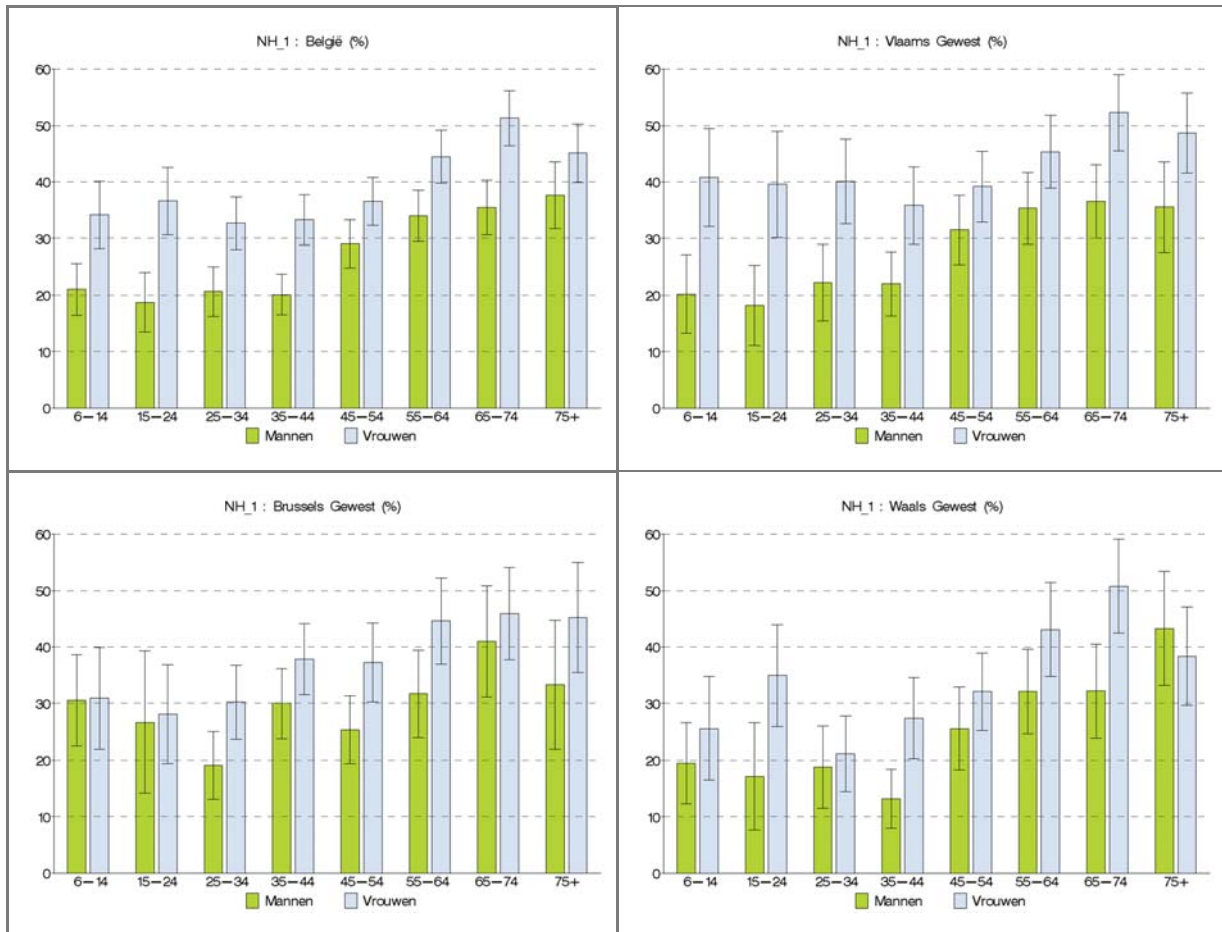 NH_1 : België (%)
60
50
40
30
20
10
0
6–14 15–24 25–34 35–44 45–54 55–64 65–74 75+
Mannen Vrouwen
NH_1 : Vlaams Gewest (%)
60
50
40
30
20
10
0
6–14 15–24 25–34 35–44 45–54 55–64 65–74 75+
Mannen Vrouwen
NH_1 : Brussels Gewest (%)
60
50
40
30
20
10
0
6–14 15–24 25–34 35–44 45–54 55–64 65–74 75+
Mannen Vrouwen
NH_1 : Waals Gewest (%)
60
50
40
30
20
10
0
6–14 15–24 25–34 35–44 45–54 55–64 65–74 75+
Mannen Vrouwen